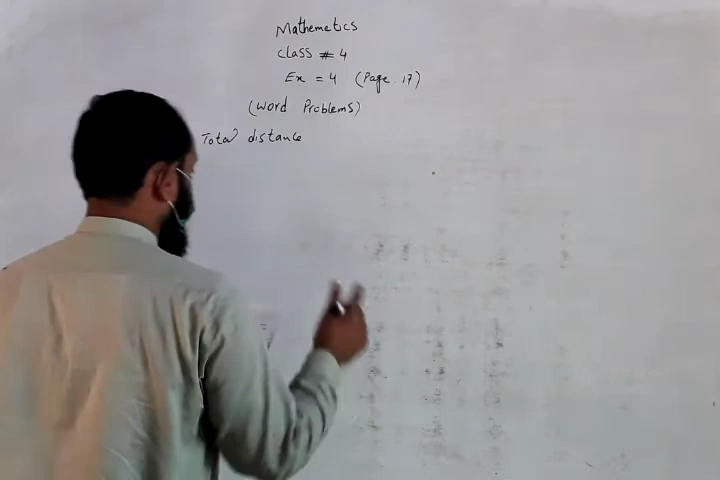 Mathemetics
Class # 4
Ex = 4 (Page 17)
(Word Problems)
Total distance